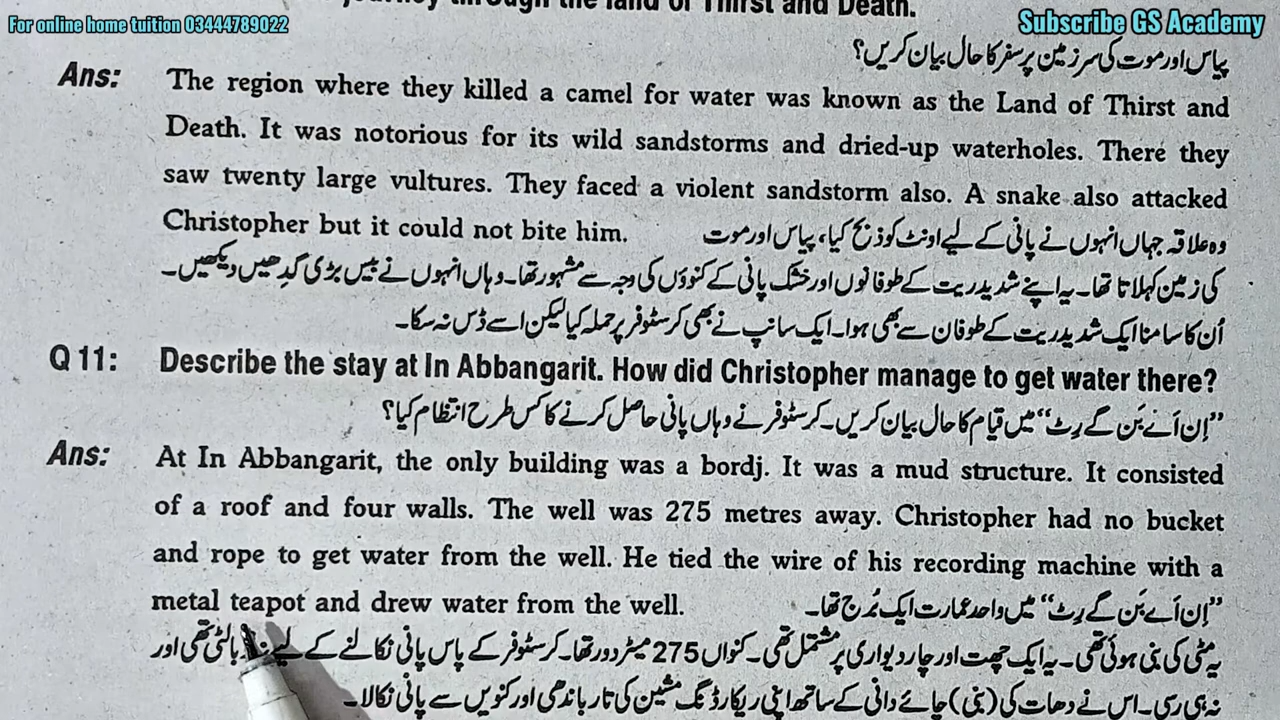 journey through the land of Thirst and Death.
For online home tuition 03444789022
Subscribe GS Academy
پیاس اور موت کی سرزمین پر سفر کا حال بیان کریں؟
Ans: The region where they killed a camel for water was known as the Land of Thirst and
Death. It was notorious for its wild sandstorms and dried-up waterholes. There they
saw twenty large vultures. They faced a violent sandstorm also. A snake also attacked
Christopher but it could not bite him. وہ علاقہ جہاں انہوں نے پانی کے لیے اونٹ کو ذبح کیا، پیاس اور موت
کی زمین کہلاتا تھا۔ یہ اپنے شدید ریت کے طوفانوں اور خشک پانی کے کنوؤں کی وجہ سے مشہور تھا۔ وہاں انہوں نے بیس بڑی گدھیں دیکھیں۔
اُن کا سامنا ایک شدید ریت کے طوفان سے بھی ہوا۔ ایک سانپ نے بھی کرسٹوفر پر حملہ کیا لیکن اسے ڈس نہ سکا۔
Q 11: Describe the stay at In Abbangarit. How did Christopher manage to get water there?
”اِن اَبے بَن گے رِٹ“ میں قیام کا حال بیان کریں۔ کرسٹوفر نے وہاں پانی حاصل کرنے کا کس طرح انتظام کیا؟
Ans: At In Abbangarit, the only building was a bordj. It was a mud structure. It consisted
of a roof and four walls. The well was 275 metres away. Christopher had no bucket
and rope to get water from the well. He tied the wire of his recording machine with a
metal teapot and drew water from the well. ”اِن اَبے بَن گے رِٹ“ میں واحد عمارت ایک بُرج تھا۔
یہ مٹی کی بنی ہوئی تھی۔ یہ ایک چھت اور چار دیواری پر مشتمل تھی۔ کنواں 275 میٹر دور تھا۔ کرسٹوفر کے پاس پانی نکالنے کے لیے بالٹی تھی اور
نہ ہی رسی۔ اس نے دھات کی (بنی) چائے دانی کے ساتھ اپنی ریکارڈنگ مشین کی تار باندھی اور کنویں سے پانی نکالا۔